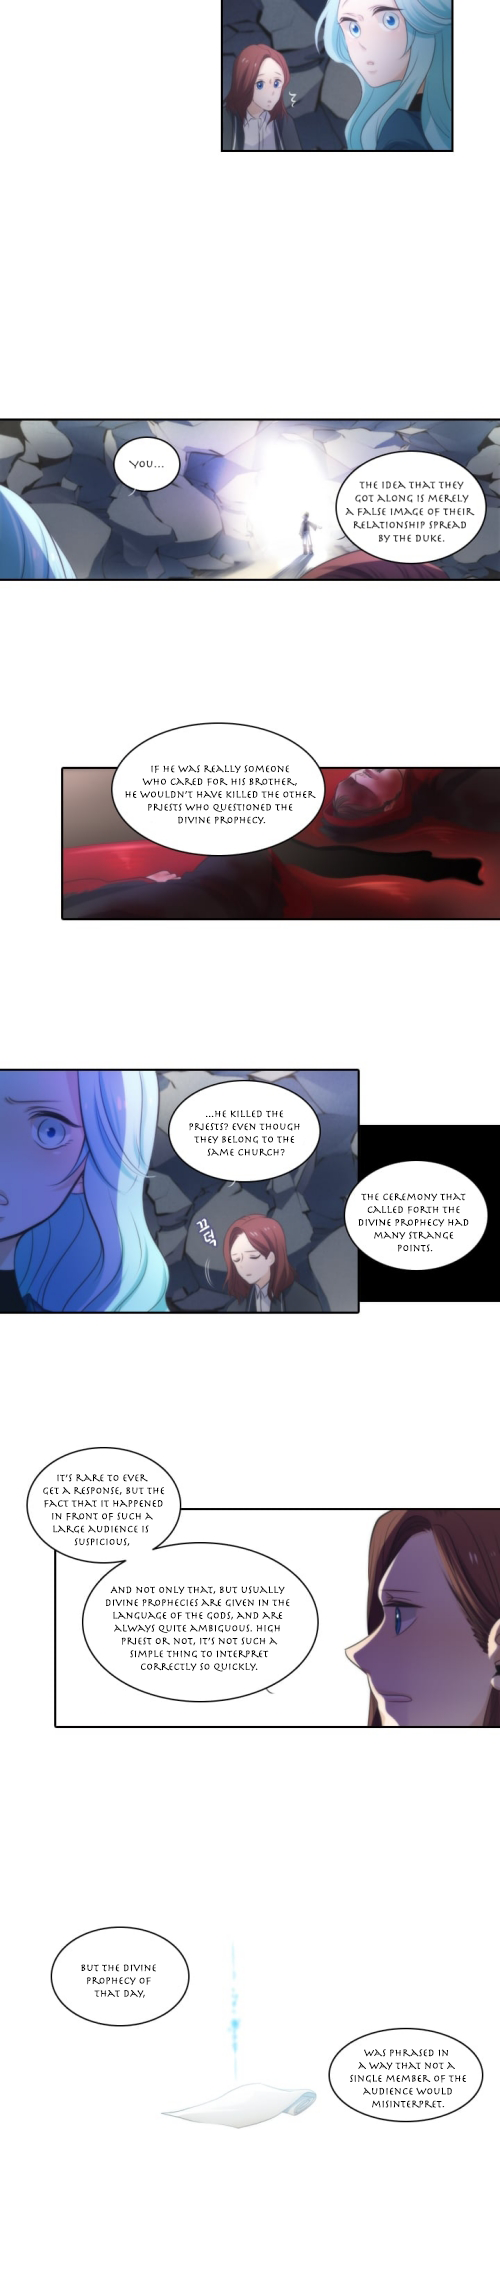 YOU...
THE IDEA THAT THEY
GOT ALONG IS MERELY
A FALSE IMAGE OF THEIR
RELATIONSHIP SPREAD
BY THE DUKE.
IF HE WAS REALLY SOMEONE
WHO CARED FOR HIS BROTHER,
HE WOULDN'T HAVE KILLED THE OTHER
PRIESTS WHO QUESTIONED THE
DIVINE PROPHECY.
...HE KILLED THE
PRIESTS? EVEN THOUGH
THEY BELONG TO THE
SAME CHURCH?
THE CEREMONY THAT
CALLED FORTH THE
DIVINE PROPHECY HAD
MANY STRANGE
POINTS.
IT'S RARE TO EVER
GET A RESPONSE, BUT THE
FACT THAT IT HAPPENED
IN FRONT OF SUCH A
LARGE AUDIENCE IS
SUSPICIOUS,
AND NOT ONLY THAT, BUT USUALLY
DIVINE PROPHECIES ARE GIVEN IN THE
LANGUAGE OF THE GODS, AND ARE
ALWAYS QUITE AMBIGUOUS. HIGH
PRIEST OR NOT, IT'S NOT SUCH A
SIMPLE THING TO INTERPRET
CORRECTLY SO QUICKLY.
BUT THE DIVINE
PROPHECY OF
THAT DAY,
WAS PHRASED IN
A WAY THAT NOT A
SINGLE MEMBER OF THE
AUDIENCE WOULD
MISINTERPRET.